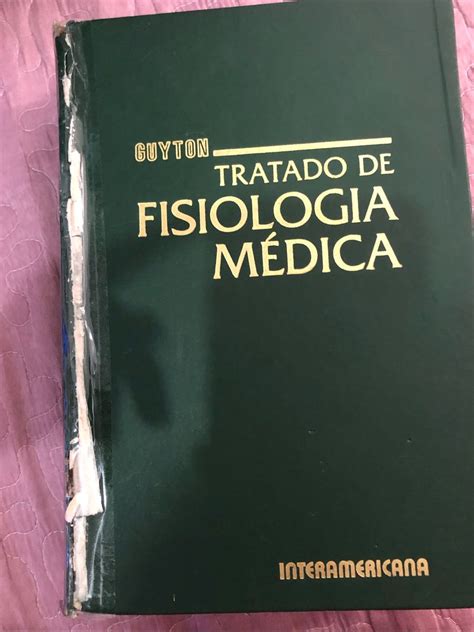 GUYTON
TRATADO DE
FISIOLOGIA
MÉDICA
INTERAMERICANA